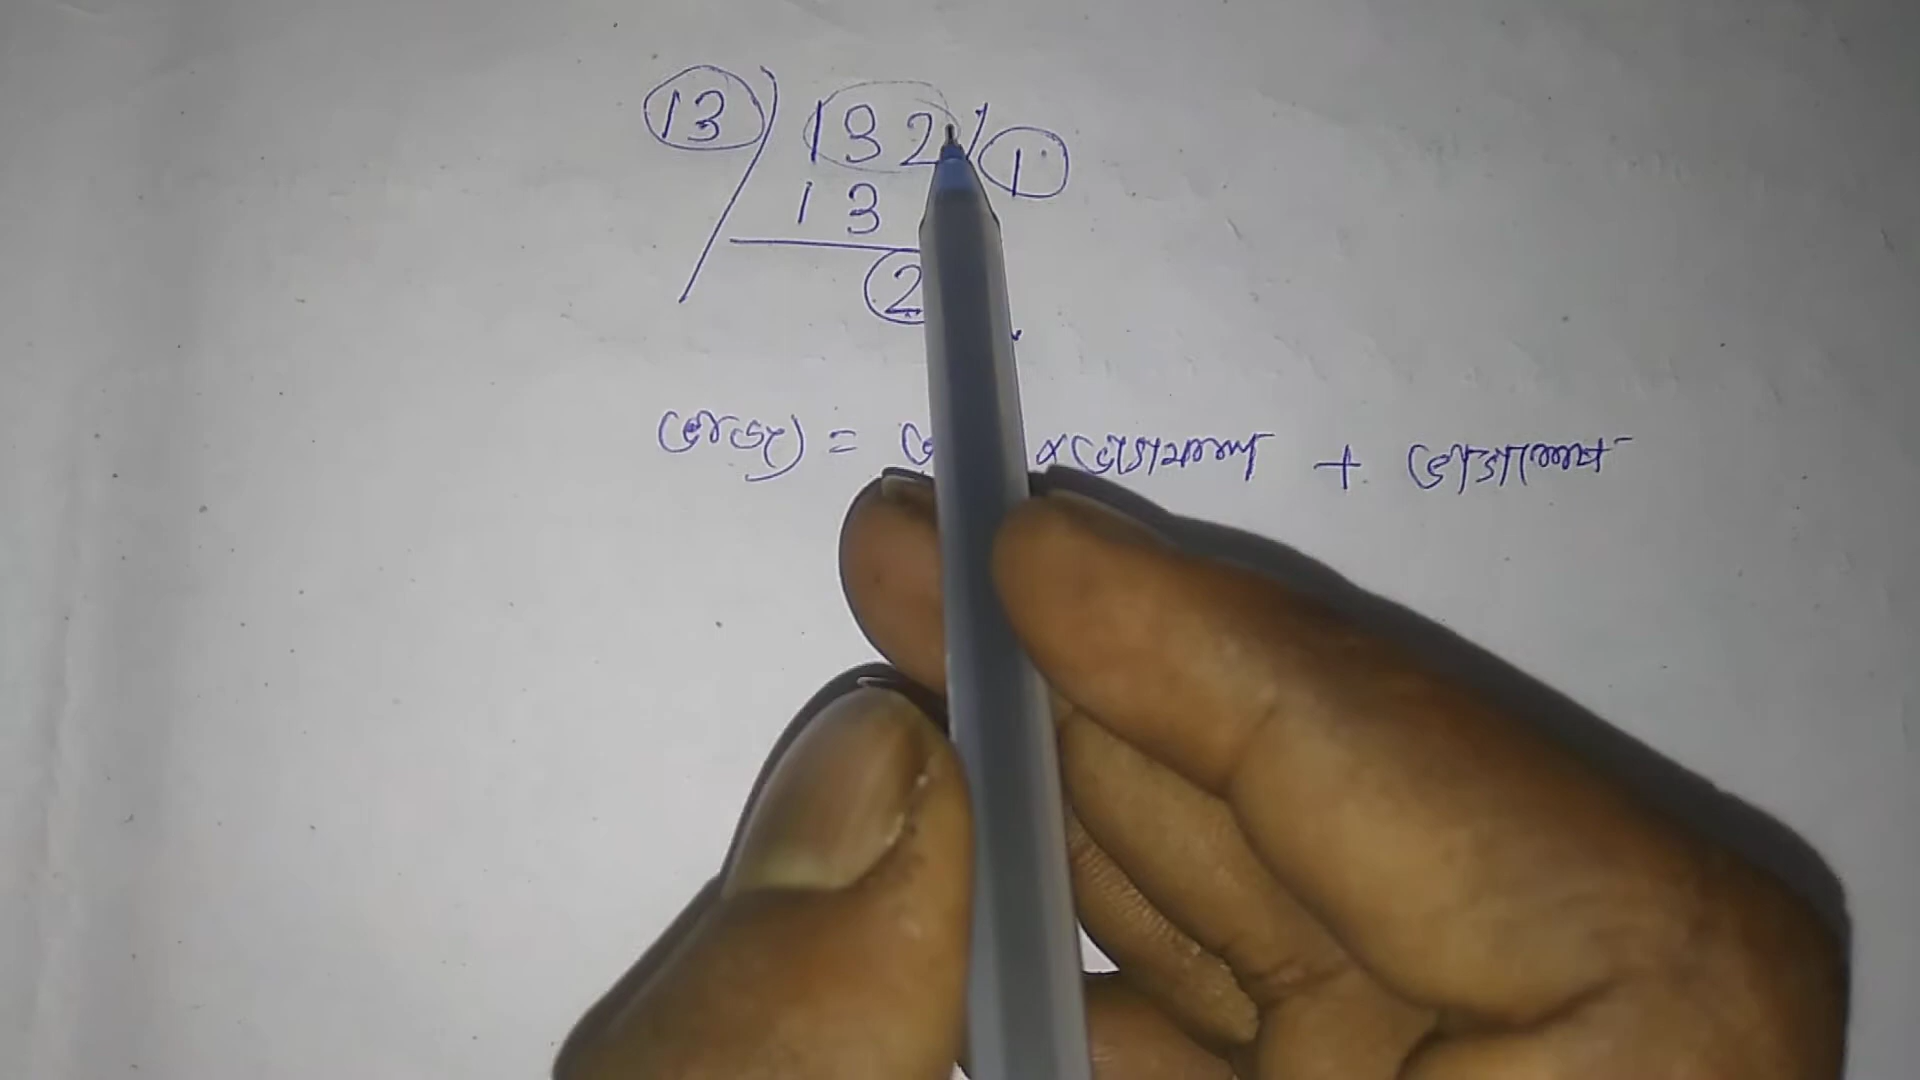 13 ) 132 / 1
13
2
ভাজ্য = × ভাগফল + ভাগশেষ